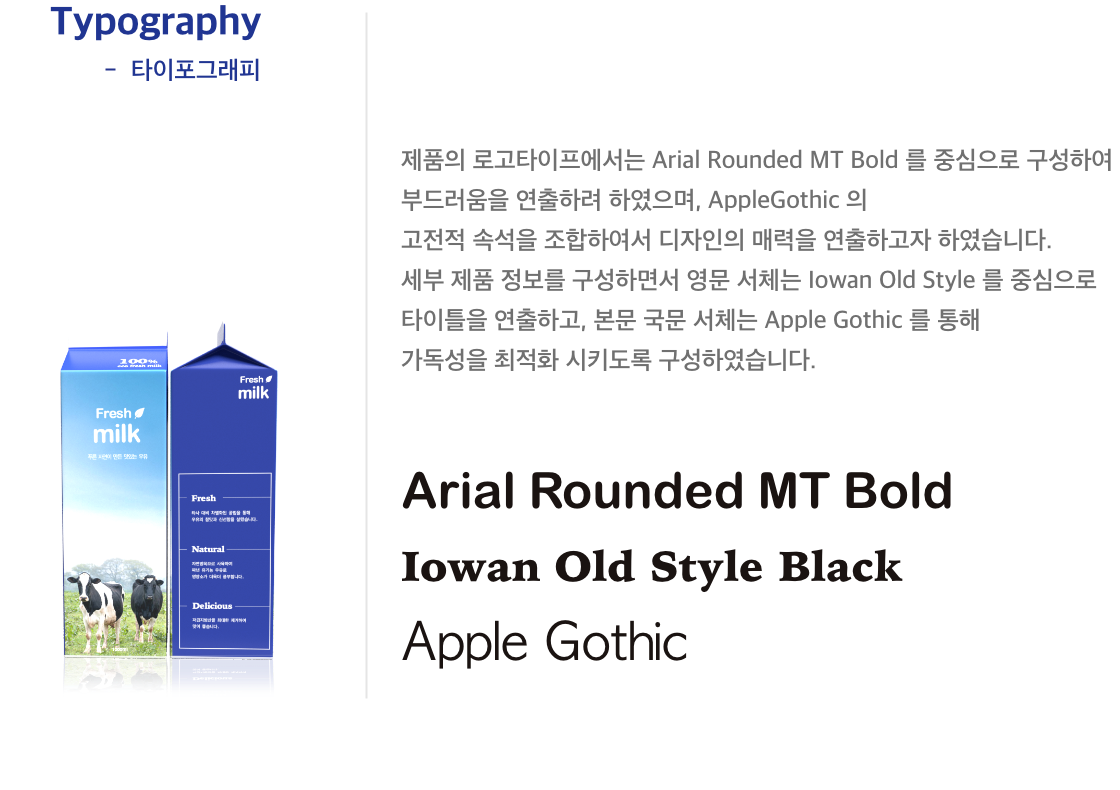 Typography
- 타이포그래피
제품의 로고타이프에서는 Arial Rounded MT Bold 를 중심으로 구성하여
부드러움을 연출하려 하였으며, AppleGothic 의
고전적 속석을 조합하여서 디자인의 매력을 연출하고자 하였습니다.
세부 제품 정보를 구성하면서 영문 서체는 Iowan Old Style 를 중심으로
타이틀을 연출하고, 본문 국문 서체는 Apple Gothic 를 통해
가독성을 최적화 시키도록 구성하였습니다.
100%
Fresh
milk
Fresh
milk
Fresh
Natural
Delicious
Arial Rounded MT Bold
Iowan Old Style Black
Apple Gothic